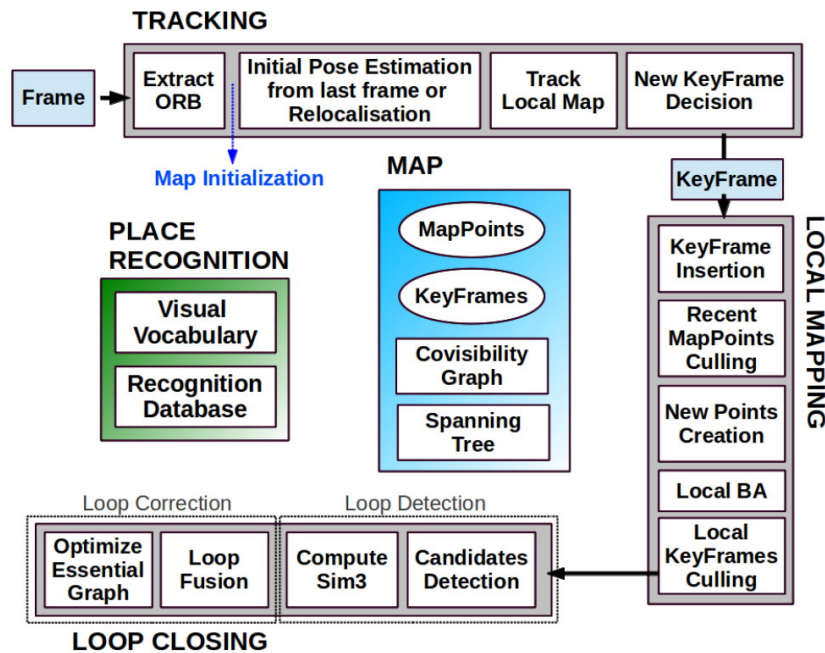 TRACKING
Frame
Extract
ORB
Initial Pose Estimation
from last frame or
Relocalisation
Track
Local Map
New KeyFrame
Decision
Map Initialization
MAP
KeyFrame
MapPoints
KeyFrames
Covisibility
Graph
Spanning
Tree
PLACE
RECOGNITION
Visual
Vocabulary
Recognition
Database
LOCAL MAPPING
KeyFrame
Insertion
Recent
MapPoints
Culling
New Points
Creation
Local BA
Local
KeyFrames
Culling
Loop Correction
Loop Detection
Optimize
Essential
Graph
Loop
Fusion
Compute
Sim3
Candidates
Detection
LOOP CLOSING